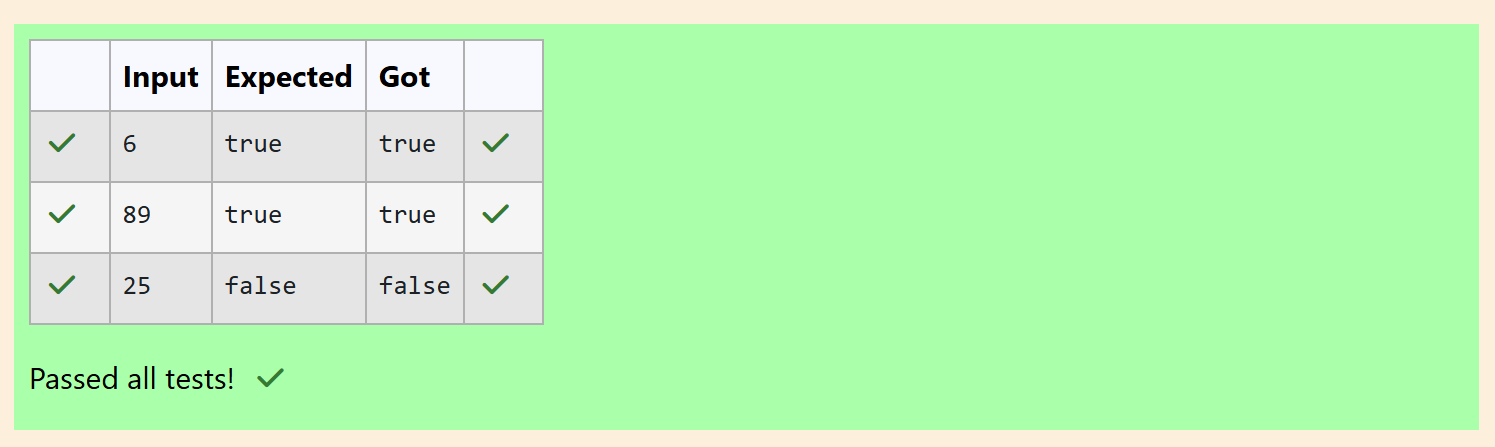 Input Expected Got
6 true true
89 true true
25 false false
Passed all tests!